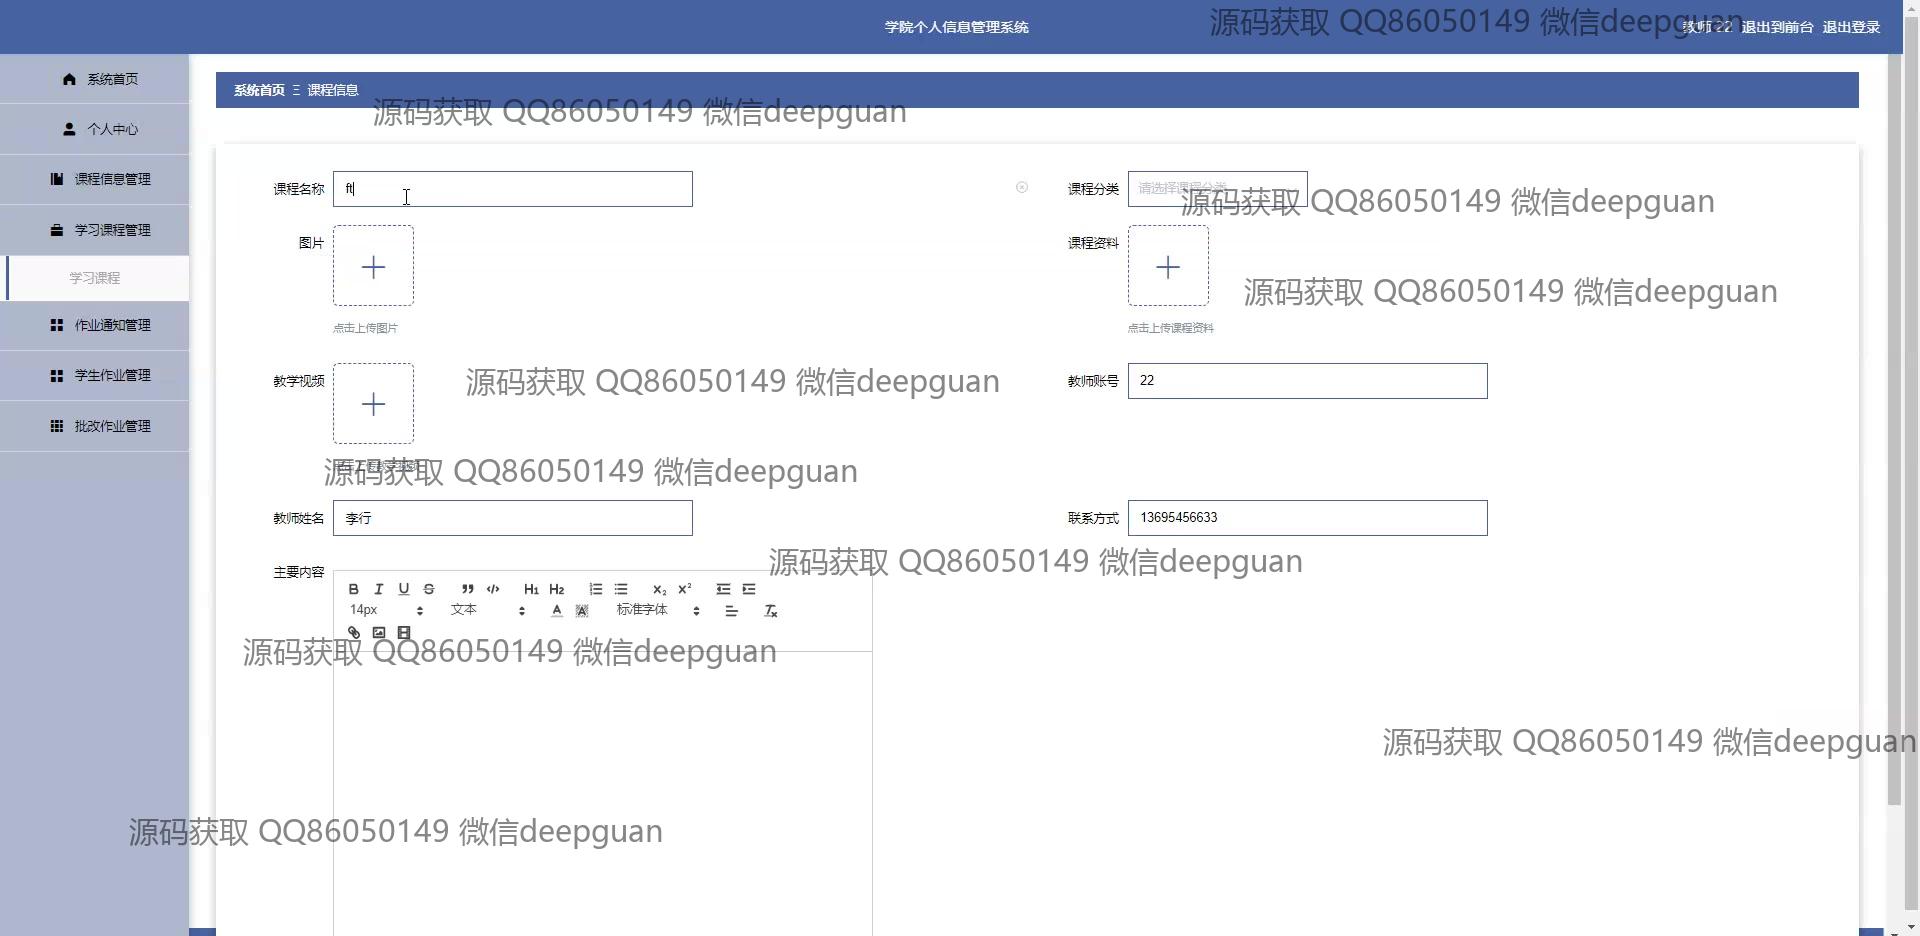 学院个人信息管理系统
教师 22 退出到前台 退出登录
源码获取 QQ86050149 微信deepguan
系统首页
个人中心
课程信息管理
学习课程管理
学习课程
作业通知管理
学生作业管理
批改作业管理
系统首页 Ξ 课程信息
源码获取 QQ86050149 微信deepguan
课程名称 ft
课程分类 请选择课程分类
源码获取 QQ86050149 微信deepguan
图片
课程资料
源码获取 QQ86050149 微信deepguan
点击上传图片
点击上传课程资料
教学视频
教师账号 22
源码获取 QQ86050149 微信deepguan
点击上传教学视频
源码获取 QQ86050149 微信deepguan
教师姓名 李行
联系方式 13695456633
源码获取 QQ86050149 微信deepguan
主要内容
B I U S H1 H2 X2 X2
14px 文本 A A 标准字体 Tx
源码获取 QQ86050149 微信deepguan
源码获取 QQ86050149 微信deepguan
源码获取 QQ86050149 微信deepguan